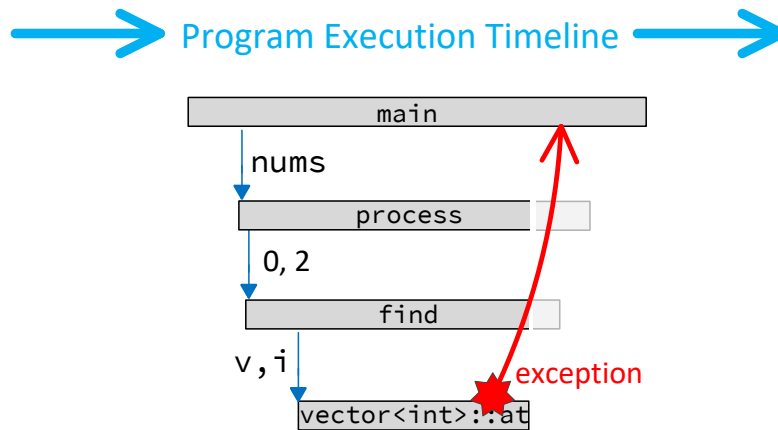 Program Execution Timeline
main
nums
process
0, 2
find
v,i
exception
vector<int>::at